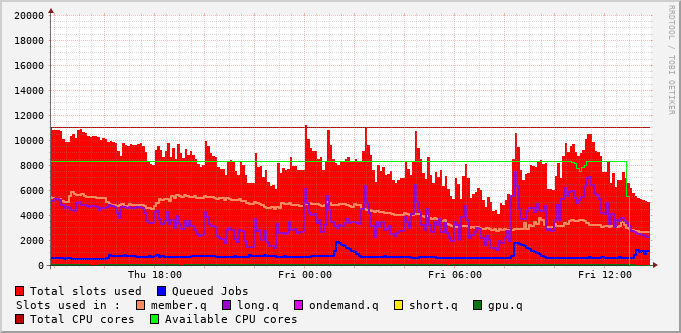 20000
18000
16000
14000
12000
10000
8000
6000
4000
2000
0
Thu 18:00 Fri 00:00 Fri 06:00 Fri 12:00
Total slots used Queued Jobs
Slots used in : member.q long.q ondemand.q short.q gpu.q
Total CPU cores Available CPU cores
RRDTOOL / TOBI OETIKER